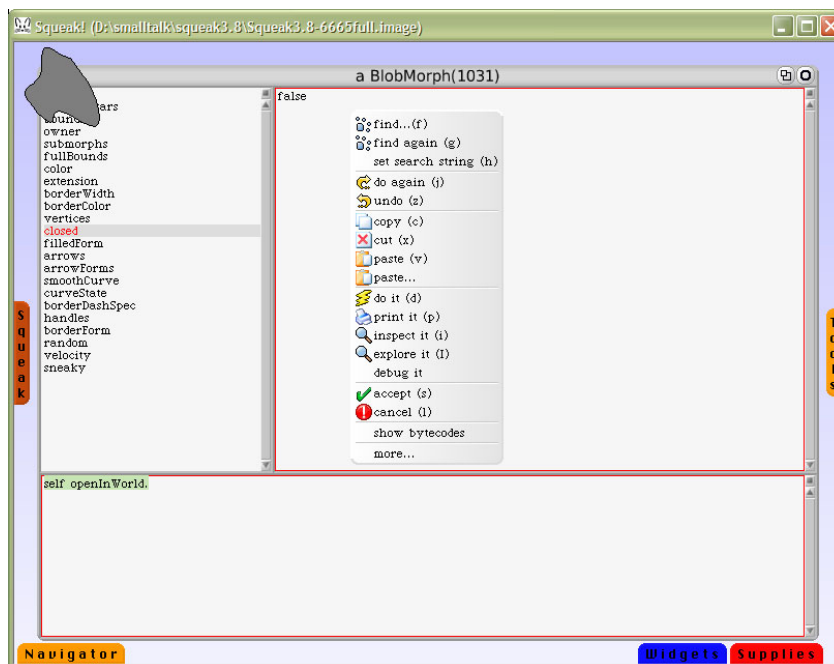 Squeak! (D:\smalltalk\squeak3.8\Squeak3.8-6665full.image)
a BlobMorph(1031)
owner
submorphs
fullBounds
color
extension
borderWidth
borderColor
vertices
closed
filledForm
arrows
arrowForms
smoothCurve
curveState
borderDashSpec
handles
borderForm
random
velocity
sneaky
false
find...(f)
find again (g)
set search string (h)
do again (j)
undo (z)
copy (c)
cut (x)
paste (v)
paste...
do it (d)
print it (p)
inspect it (i)
explore it (I)
debug it
accept (s)
cancel (l)
show bytecodes
more...
self openInWorld.
Squeak
Navigator
Widgets
Supplies